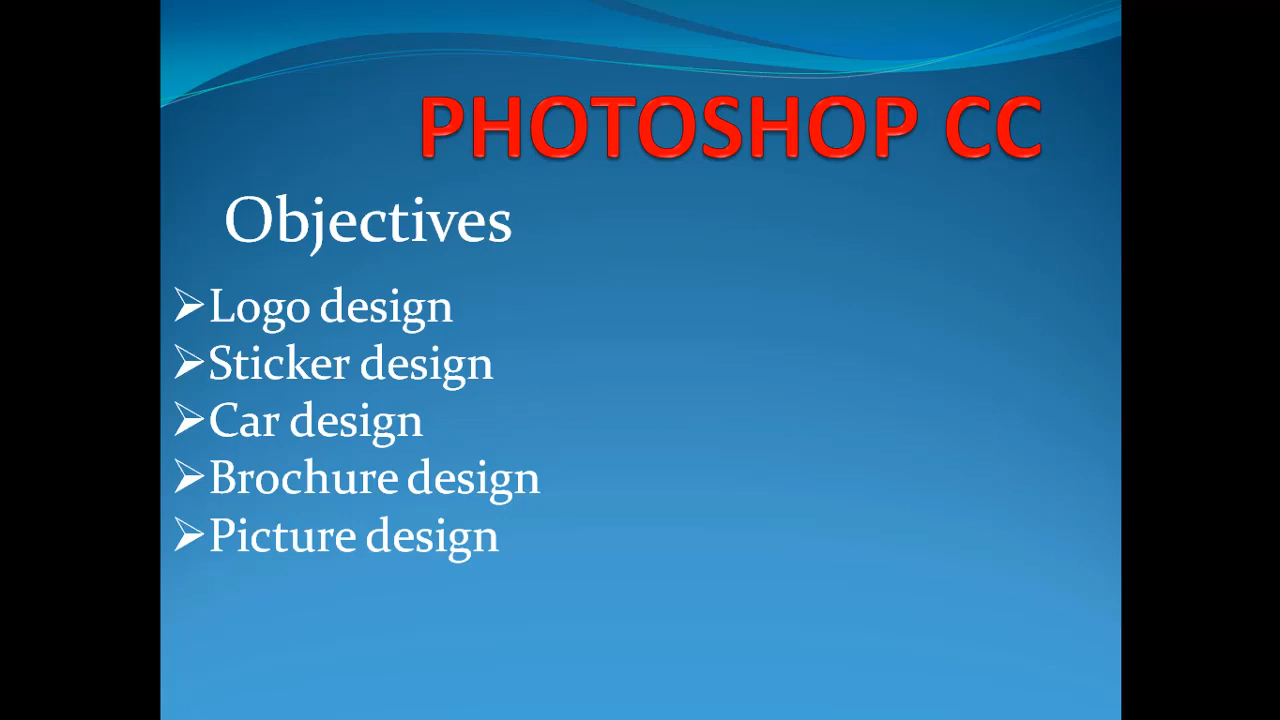 PHOTOSHOP CC
Objectives
➢Logo design
➢Sticker design
➢Car design
➢Brochure design
➢Picture design